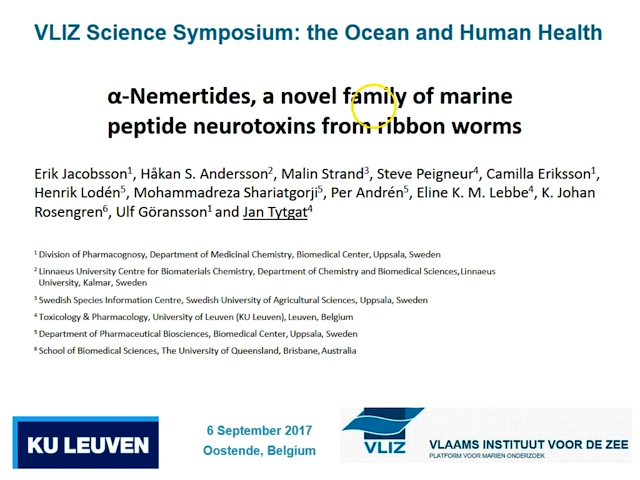 VLIZ Science Symposium: the Ocean and Human Health
α-Nemertides, a novel family of marine
peptide neurotoxins from ribbon worms
Erik Jacobsson¹, Håkan S. Andersson², Malin Strand³, Steve Peigneur⁴, Camilla Eriksson¹,
Henrik Lodén⁵, Mohammadreza Shariatgorji⁵, Per Andrén⁵, Eline K. M. Lebbe⁴, K. Johan
Rosengren⁶, Ulf Göransson¹ and Jan Tytgat⁴
¹ Division of Pharmacognosy, Department of Medicinal Chemistry, Biomedical Center, Uppsala, Sweden
² Linnaeus University Centre for Biomaterials Chemistry, Department of Chemistry and Biomedical Sciences, Linnaeus
University, Kalmar, Sweden
³ Swedish Species Information Centre, Swedish University of Agricultural Sciences, Uppsala, Sweden
⁴ Toxicology & Pharmacology, University of Leuven (KU Leuven), Leuven, Belgium
⁵ Department of Pharmaceutical Biosciences, Biomedical Center, Uppsala, Sweden
⁶ School of Biomedical Sciences, The University of Queensland, Brisbane, Australia
KU LEUVEN
6 September 2017
Oostende, Belgium
VLIZ
VLAAMS INSTITUUT VOOR DE ZEE
PLATFORM VOOR MARIEN ONDERZOEK